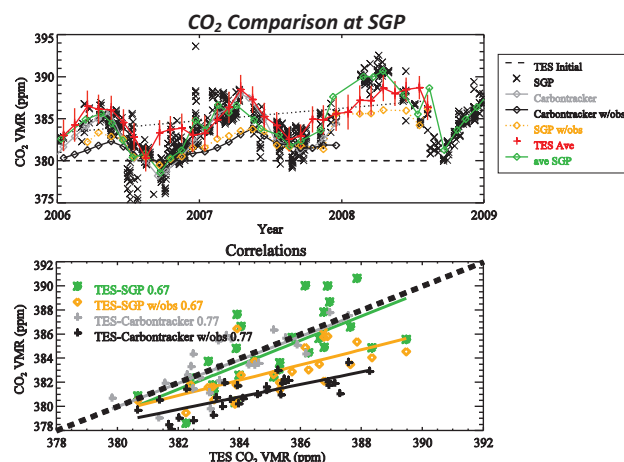 CO₂ Comparison at SGP
395
390
385
380
375
CO₂ VMR (ppm)
2006
2007
2008
2009
Year
TES Initial
SGP
Carbontracker
Carbontracker w/obs
SGP w/obs
TES Ave
ave SGP
Correlations
392
390
388
386
384
382
380
378
CO₂ VMR (ppm)
TES-SGP 0.67
TES-SGP w/obs 0.67
TES-Carbontracker 0.77
TES-Carbontracker w/obs 0.77
378
380
382
384
386
388
390
392
TES CO₂ VMR (ppm)